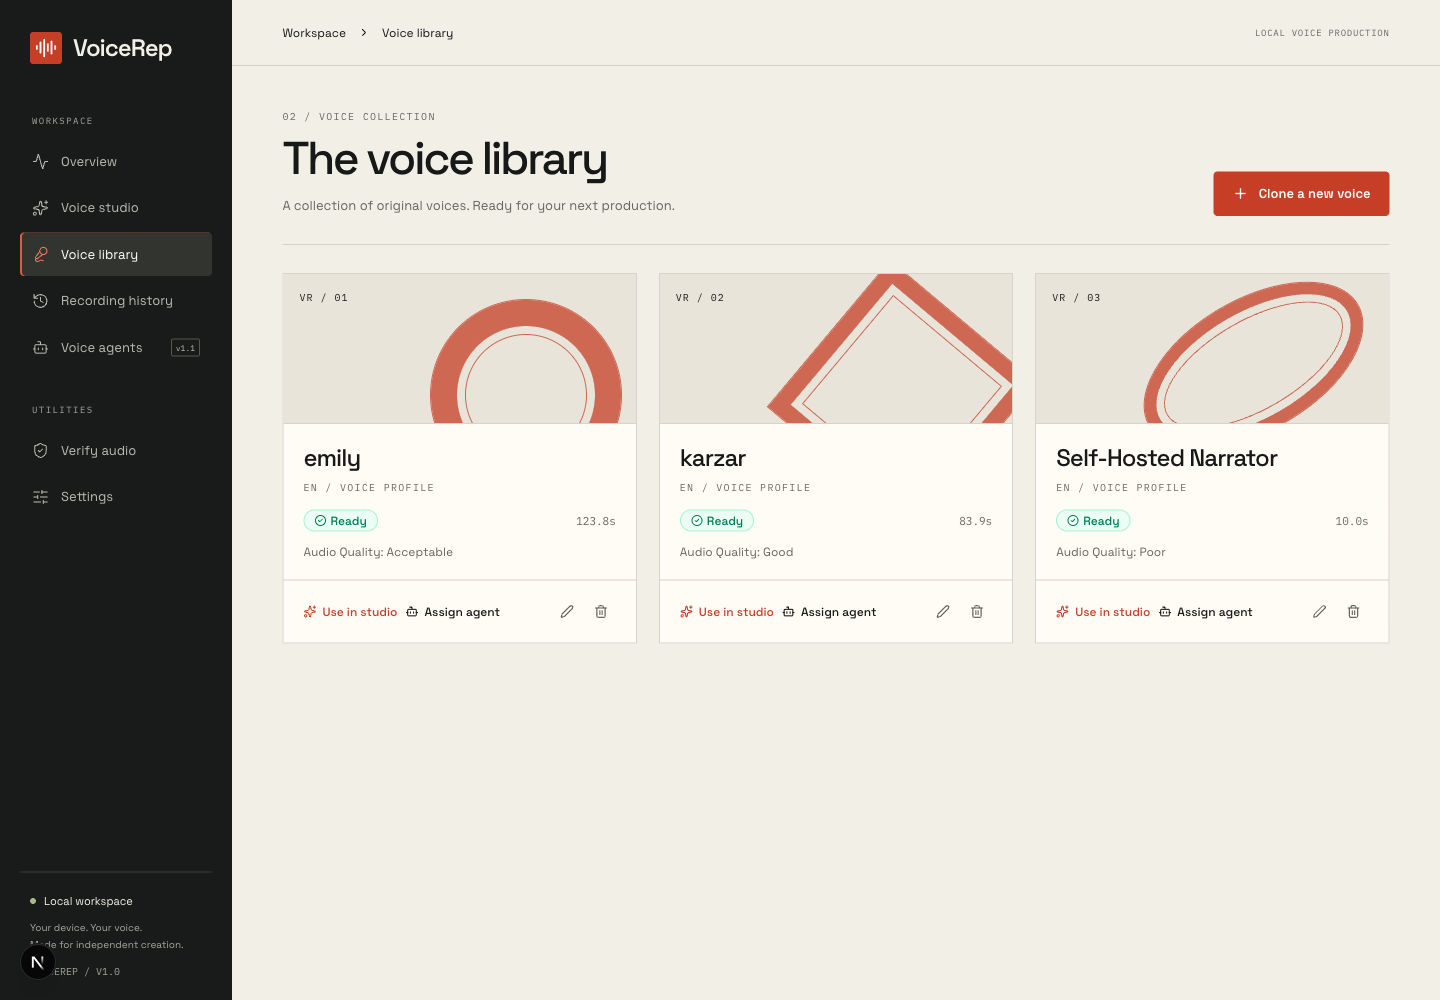 VoiceRep
WORKSPACE
Overview
Voice studio
Voice library
Recording history
Voice agents v1.1
UTILITIES
Verify audio
Settings
Local workspace
Your device. Your voice.
for independent creation.
/ V1.0
N
Workspace > Voice library
LOCAL VOICE PRODUCTION
02 / VOICE COLLECTION
The voice library
A collection of original voices. Ready for your next production.
+ Clone a new voice
VR / 01
emily
EN / VOICE PROFILE
Ready 123.8s
Audio Quality: Acceptable
Use in studio Assign agent
VR / 02
karzar
EN / VOICE PROFILE
Ready 83.9s
Audio Quality: Good
Use in studio Assign agent
VR / 03
Self-Hosted Narrator
EN / VOICE PROFILE
Ready 10.0s
Audio Quality: Poor
Use in studio Assign agent